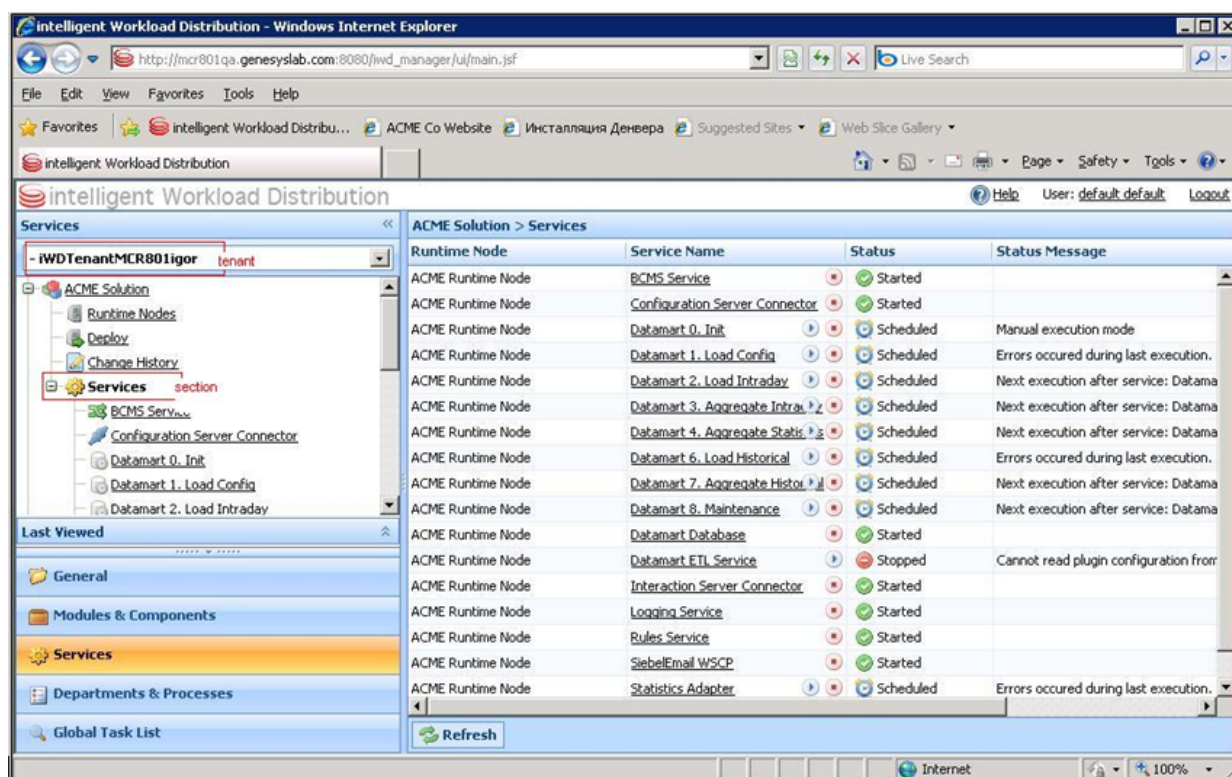 intelligent Workload Distribution - Windows Internet Explorer
http://mcr801qa.genesyslab.com:8080/iwd_manager/ui/main.jsf
Live Search
File Edit View Favorites Tools Help
Favorites intelligent Workload Distribu... ACME Co Website Инсталляция Денвера Suggested Sites Web Slice Gallery
intelligent Workload Distribution
Page Safety Tools
intelligent Workload Distribution
Help User: default default Logout
Services
- iWDTenantMCR801igor tenant
ACME Solution
Runtime Nodes
Deploy
Change History
Services section
BCMS
Configuration Server Connector
Datamart 0. Init
Datamart 1. Load Config
Datamart 2. Load Intraday
Last Viewed
General
Modules & Components
Services
Departments & Processes
Global Task List
ACME Solution > Services
Runtime Node Service Name Status Status Message
ACME Runtime Node BCMS Service Started
ACME Runtime Node Configuration Server Connector Started
ACME Runtime Node Datamart 0. Init Scheduled Manual execution mode
ACME Runtime Node Datamart 1. Load Config Scheduled Errors occured during last execution.
ACME Runtime Node Datamart 2. Load Intraday Scheduled Next execution after service: Datama
ACME Runtime Node Datamart 3. Aggregate Scheduled Next execution after service: Datama
ACME Runtime Node Datamart 4. Aggregate Scheduled Next execution after service: Datama
ACME Runtime Node Datamart 6. Load Historical Scheduled Errors occured during last execution.
ACME Runtime Node Datamart 7. Aggregate Scheduled Next execution after service: Datama
ACME Runtime Node Datamart 8. Maintenance Scheduled Next execution after service: Datama
ACME Runtime Node Datamart Database Started
ACME Runtime Node Datamart ETL Service Stopped Cannot read plugin configuration from
ACME Runtime Node Interaction Server Connector Started
ACME Runtime Node Logging Service Started
ACME Runtime Node Rules Service Started
ACME Runtime Node SiebelEmail WSCP Started
ACME Runtime Node Statistics Adapter Scheduled Errors occured during last execution.
Refresh
Internet 100%